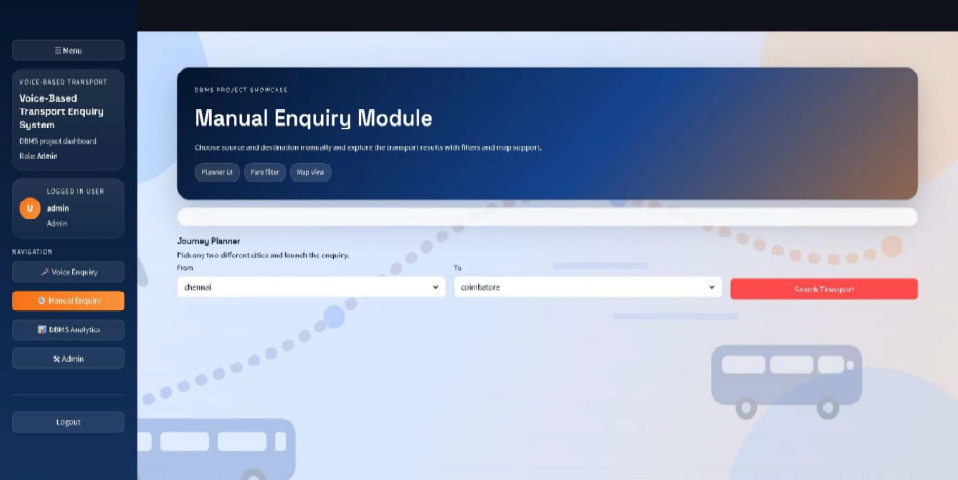 ☰ Menu
VOICE-BASED TRANSPORT
Voice-Based
Transport Enquiry
System
DBMS project dashboard
Role: Admin
LOGGED IN USER
U
admin
Admin
NAVIGATION
🎤 Voice Enquiry
🧭 Manual Enquiry
📊 DBMS Analytics
🛠 Admin
Logout
DBMS PROJECT SHOWCASE
Manual Enquiry Module
Choose source and destination manually and explore the transport results with filters and map support.
Planner UI
Fare filter
Map view
Journey Planner
Pick any two different cities and launch the enquiry.
From
To
chennai
coimbatore
Search Transport